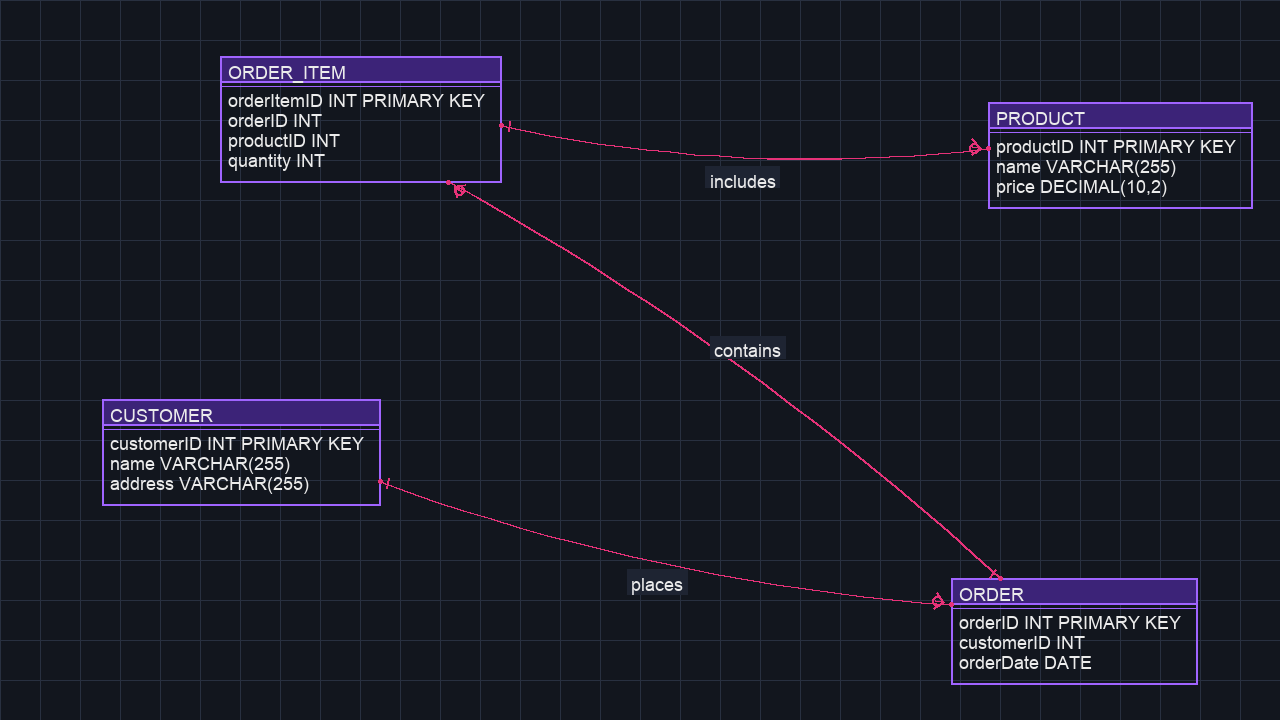 ORDER_ITEM
orderItemID INT PRIMARY KEY
orderID INT
productID INT
quantity INT
PRODUCT
productID INT PRIMARY KEY
name VARCHAR(255)
price DECIMAL(10,2)
includes
contains
CUSTOMER
customerID INT PRIMARY KEY
name VARCHAR(255)
address VARCHAR(255)
places
ORDER
orderID INT PRIMARY KEY
customerID INT
orderDate DATE